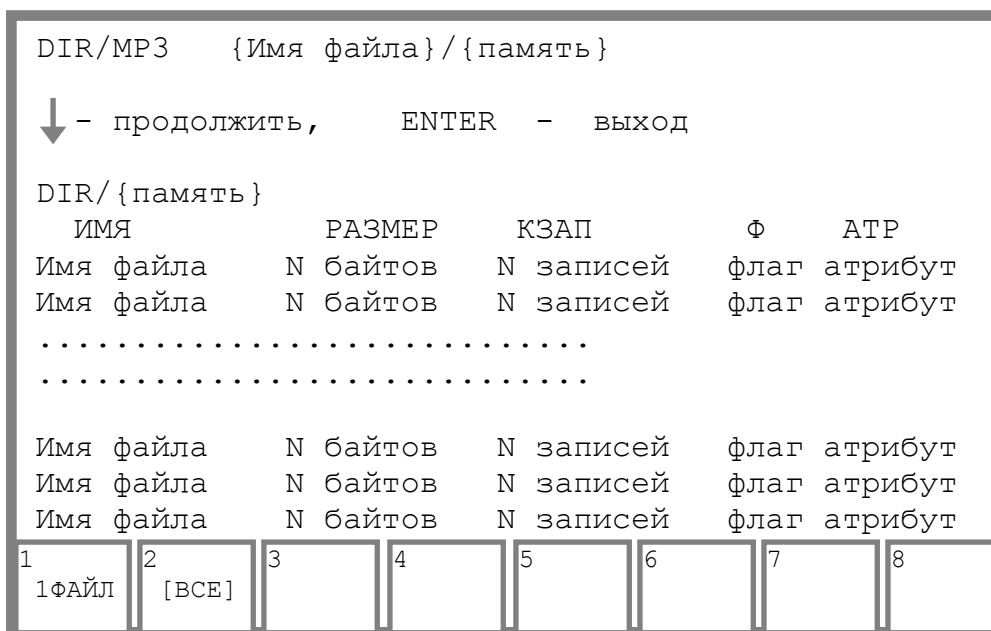 DIR/MP3 {Имя файла}/{память}
↓ - продолжить, ENTER - выход
DIR/{память}
ИМЯ РАЗМЕР КЗАП Ф АТР
Имя файла N байтов N записей флаг атрибут
Имя файла N байтов N записей флаг атрибут
...............................
...............................
Имя файла N байтов N записей флаг атрибут
Имя файла N байтов N записей флаг атрибут
Имя файла N байтов N записей флаг атрибут
1 2 3 4 5 6 7 8
1ФАЙЛ [ВСЕ]